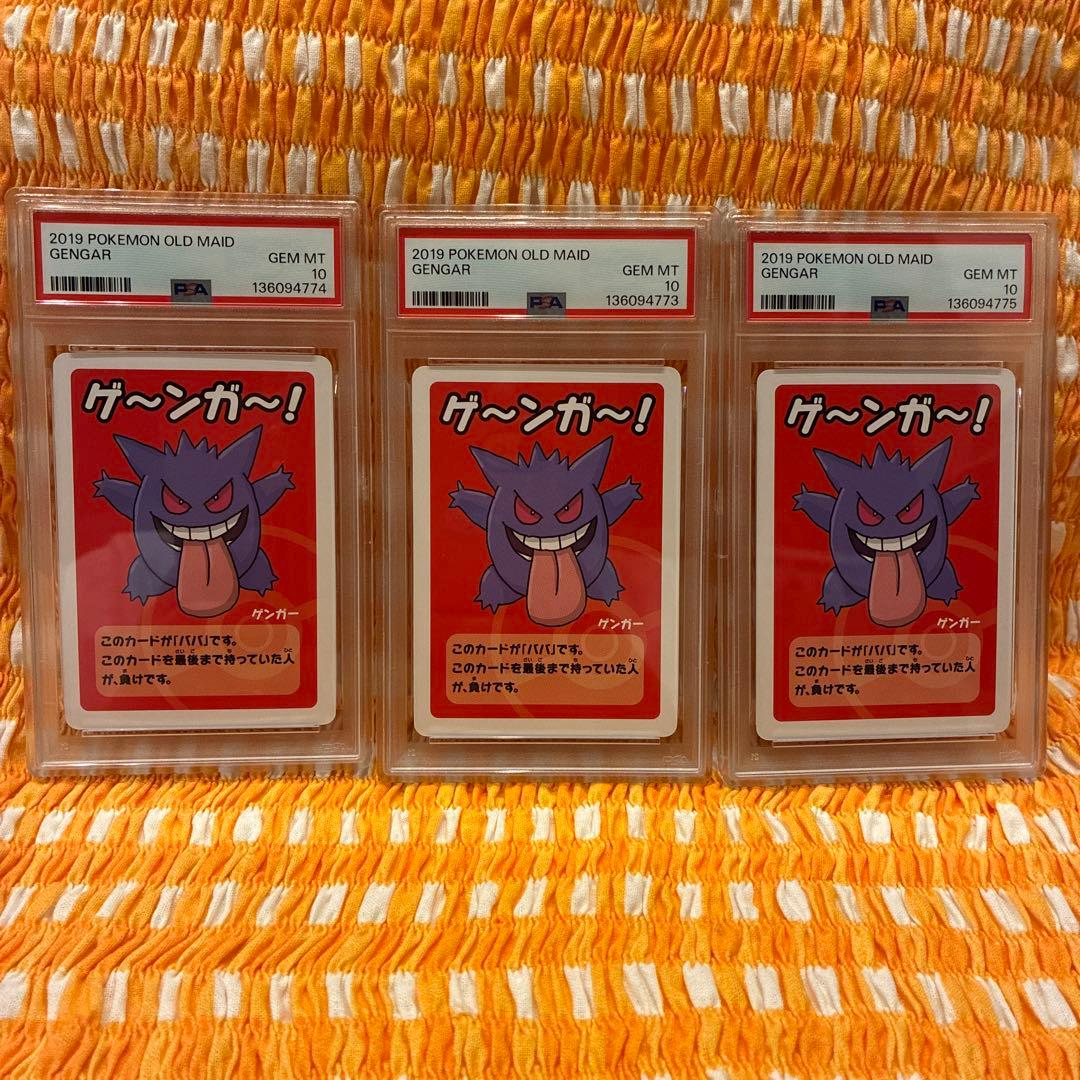 2019 POKEMON OLD MAID
GENGAR GEM MT
10
PSA 136094774
ゲ〜ンガ〜!
ゲンガー
このカードが「ババ」です。
このカードを最後まで持っていた人
が、負けです。
2019 POKEMON OLD MAID
GENGAR GEM MT
10
PSA 136094773
ゲ〜ンガ〜!
ゲンガー
このカードが「ババ」です。
このカードを最後まで持っていた人
が、負けです。
2019 POKEMON OLD MAID
GENGAR GEM MT
10
PSA 136094775
ゲ〜ンガ〜!
ゲンガー
このカードが「ババ」です。
このカードを最後まで持っていた人
が、負けです。